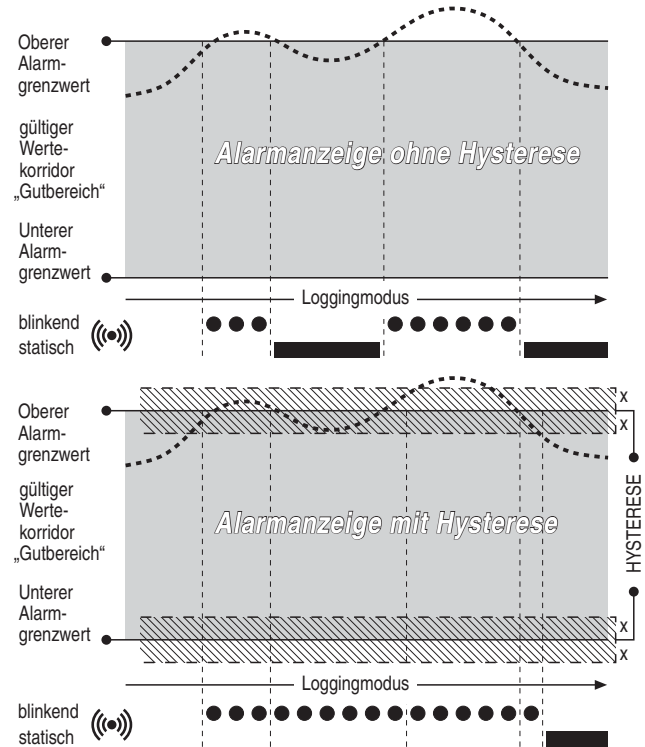 Oberer
Alarm-
grenzwert
gültiger
Werte-
korridor
„Gutbereich“
Alarmanzeige ohne Hysterese
Unterer
Alarm-
grenzwert
Loggingmodus
blinkend
statisch
Oberer
Alarm-
grenzwert
x
x
gültiger
Werte-
korridor
„Gutbereich“
Alarmanzeige mit Hysterese
HYSTERESE
Unterer
Alarm-
grenzwert
x
x
Loggingmodus
blinkend
statisch